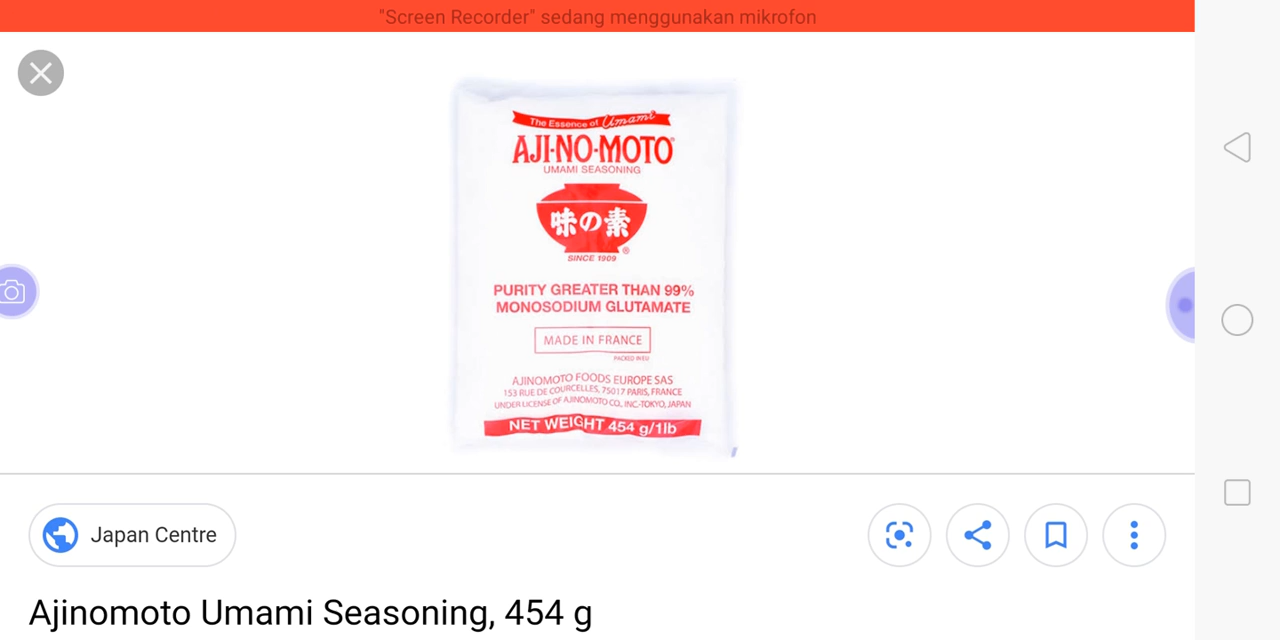 "Screen Recorder" sedang menggunakan mikrofon
The Essence of Umami®
AJI-NO-MOTO®
UMAMI SEASONING
味の素®
SINCE 1909
PURITY GREATER THAN 99%
MONOSODIUM GLUTAMATE
MADE IN FRANCE
PACKED IN EU
AJINOMOTO FOODS EUROPE SAS
153 RUE DE COURCELLES, 75017 PARIS, FRANCE
UNDER LICENSE OF AJINOMOTO CO., INC.-TOKYO, JAPAN
NET WEIGHT 454 g/1lb
Japan Centre
Ajinomoto Umami Seasoning, 454 g